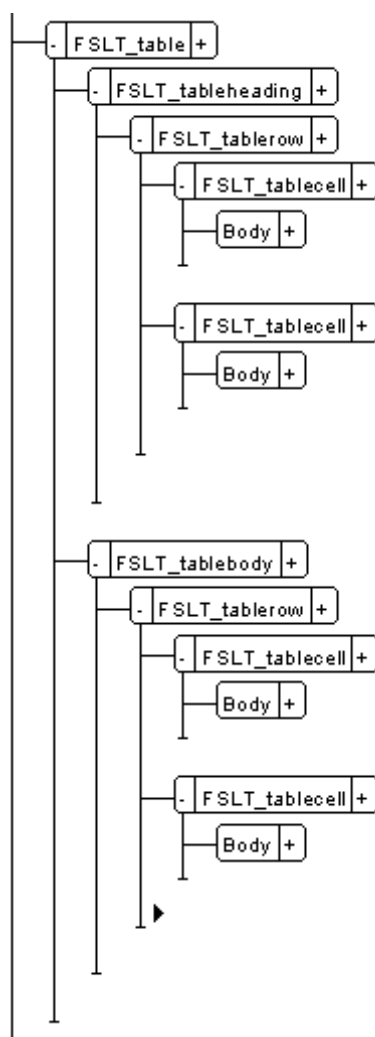 - FSLT_table +
- FSLT_tableheading +
- FSLT_tablerow +
- FSLT_tablecell +
Body +
- FSLT_tablecell +
Body +
- FSLT_tablebody +
- FSLT_tablerow +
- FSLT_tablecell +
Body +
- FSLT_tablecell +
Body +